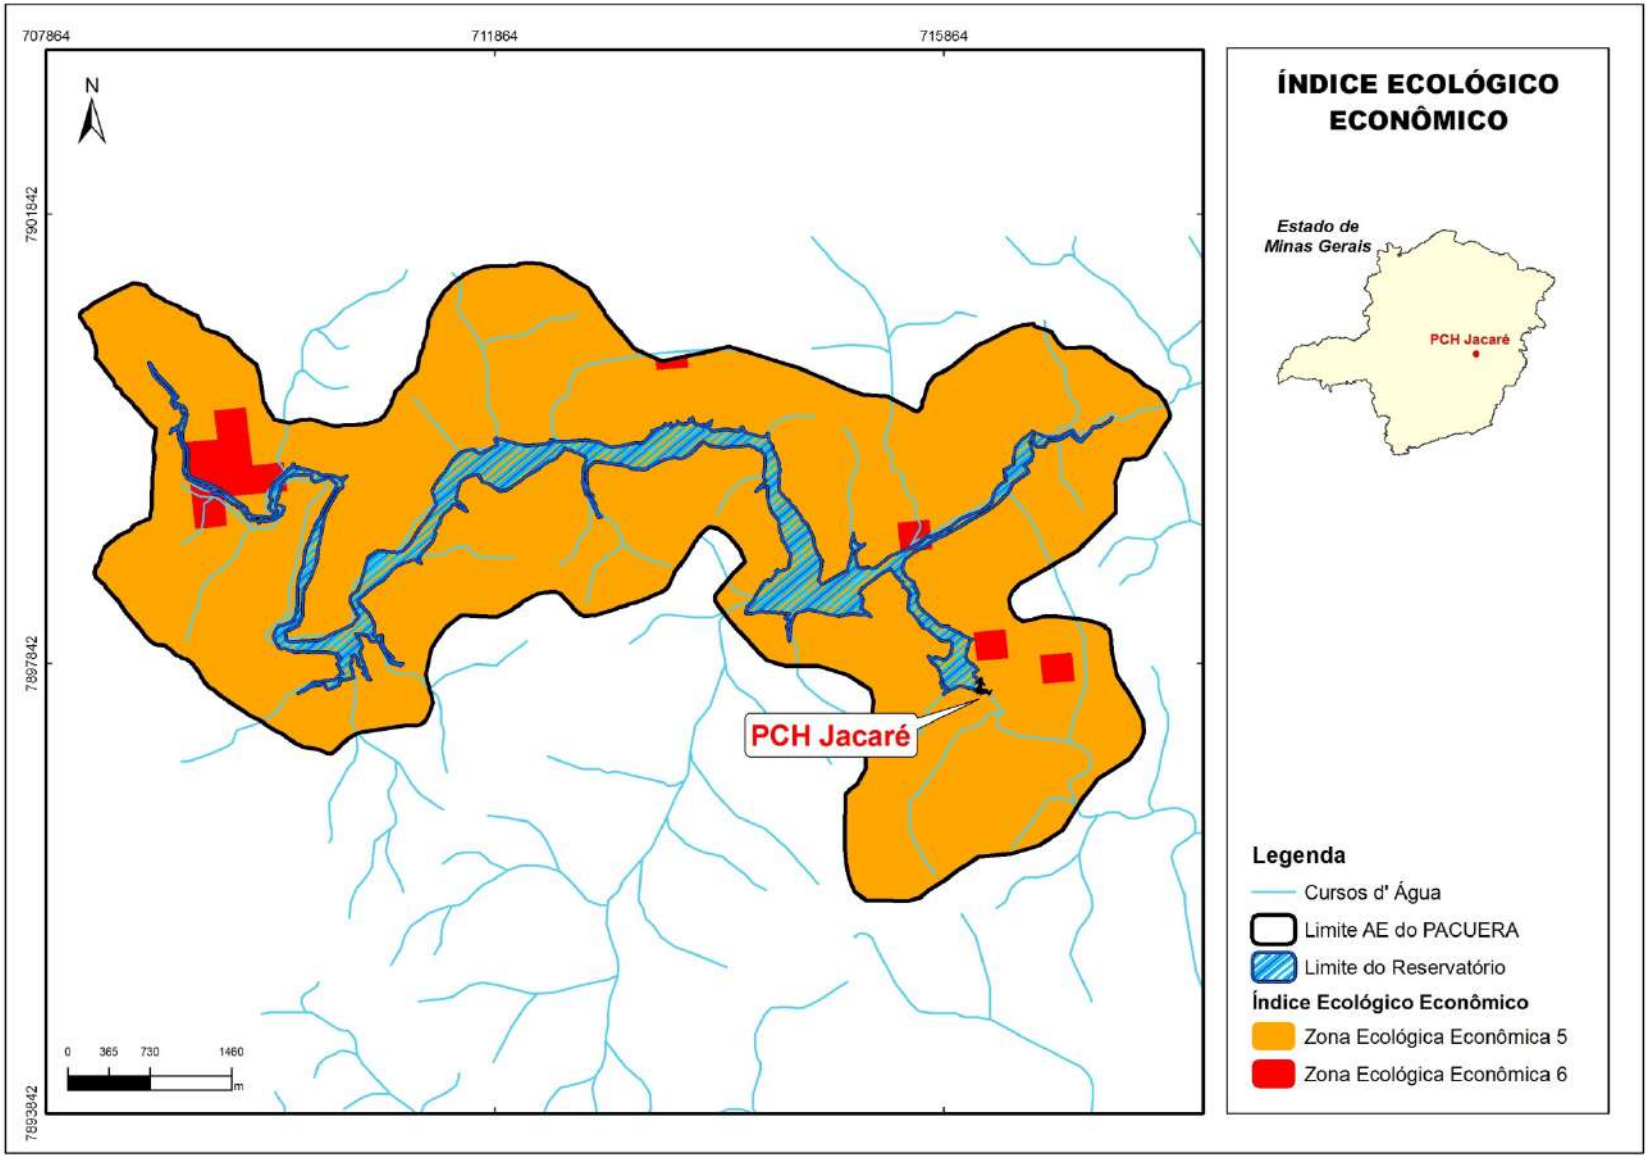 707864
711864
715864
N
7901842
7897842
7893842
PCH Jacaré
0 365 730 1460
m
ÍNDICE ECOLÓGICO
ECONÔMICO
Estado de
Minas Gerais
PCH Jacaré
Legenda
Cursos d' Água
Limite AE do PACUERA
Limite do Reservatório
Índice Ecológico Econômico
Zona Ecológica Econômica 5
Zona Ecológica Econômica 6